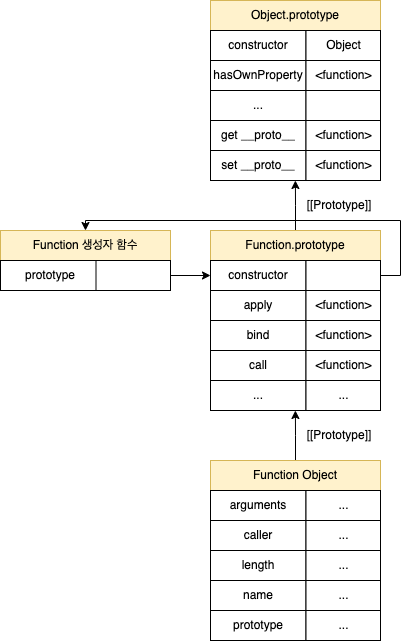 Object.prototype
constructor Object
hasOwnProperty <function>
...
get __proto__ <function>
set __proto__ <function>
[[Prototype]]
Function 생성자 함수
prototype
Function.prototype
constructor
apply <function>
bind <function>
call <function>
... ...
[[Prototype]]
Function Object
arguments ...
caller ...
length ...
name ...
prototype ...